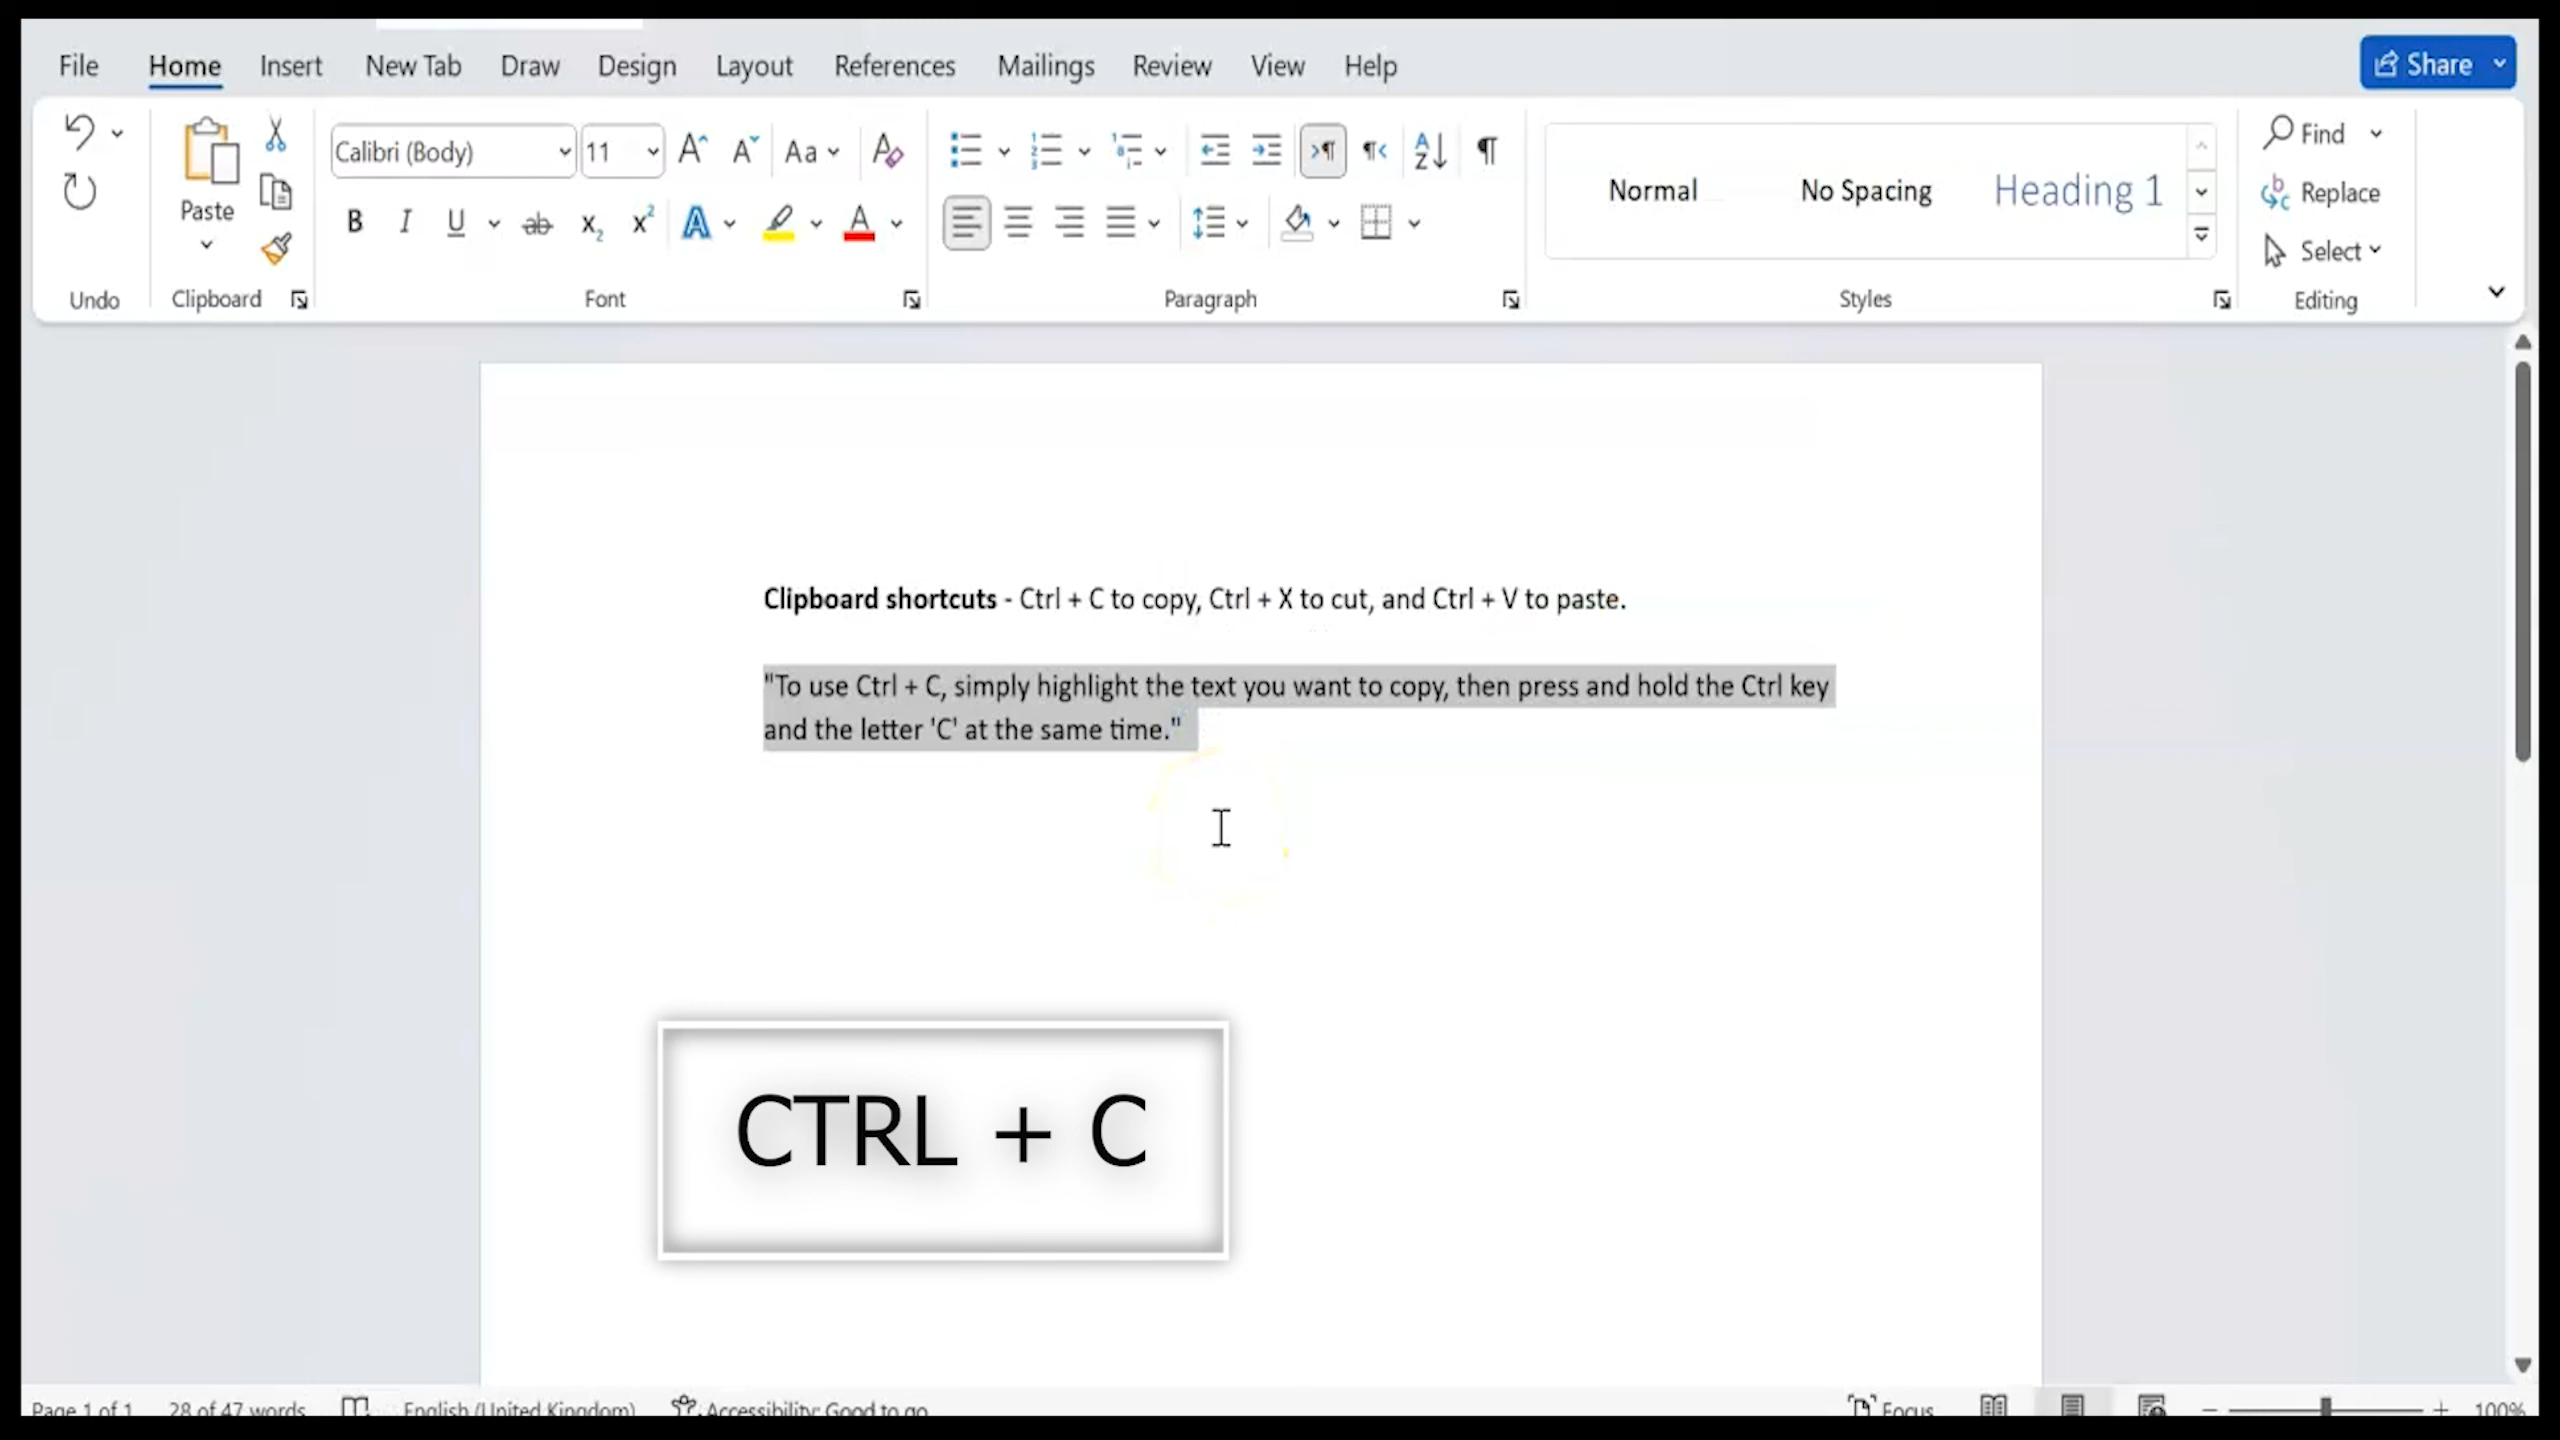 File Home Insert New Tab Draw Design Layout References Mailings Review View Help Share
Calibri (Body) 11 Aa
Find
Normal No Spacing Heading 1
Replace
Paste
Select
Undo Clipboard Font Paragraph Styles Editing
Clipboard shortcuts - Ctrl + C to copy, Ctrl + X to cut, and Ctrl + V to paste.
"To use Ctrl + C, simply highlight the text you want to copy, then press and hold the Ctrl key
and the letter 'C' at the same time."
CTRL + C
Page 1 of 1 28 of 47 words English (United Kingdom) Accessibility: Good to go Focus 100%